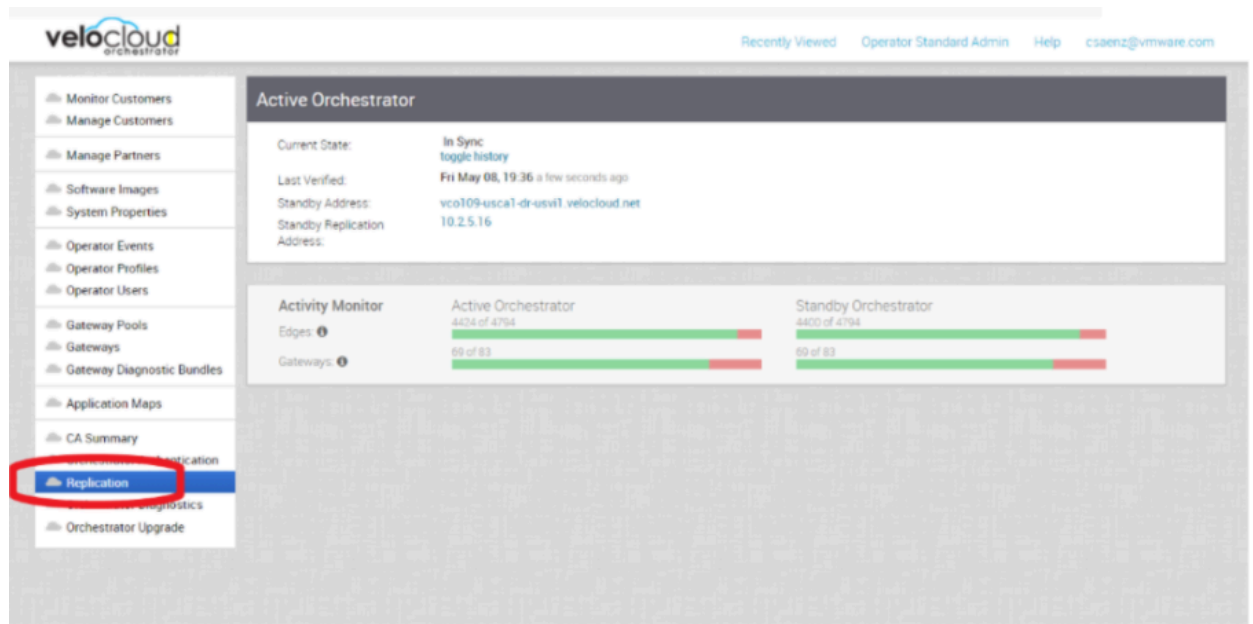 velocloud
orchestrator
Recently Viewed Operator Standard Admin Help csaenz@vmware.com
Monitor Customers
Manage Customers
Manage Partners
Software Images
System Properties
Operator Events
Operator Profiles
Operator Users
Gateway Pools
Gateways
Gateway Diagnostic Bundles
Application Maps
CA Summary
Replication
Orchestrator Upgrade
Active Orchestrator
Current State: In Sync
toggle history
Last Verified: Fri May 08, 19:36 a few seconds ago
Standby Address: vco109-usca1-dr-usvi1.velocloud.net
Standby Replication 10.2.5.16
Address:
Activity Monitor Active Orchestrator Standby Orchestrator
4424 of 4794 4400 of 4794
Edges:
69 of 83 69 of 83
Gateways: